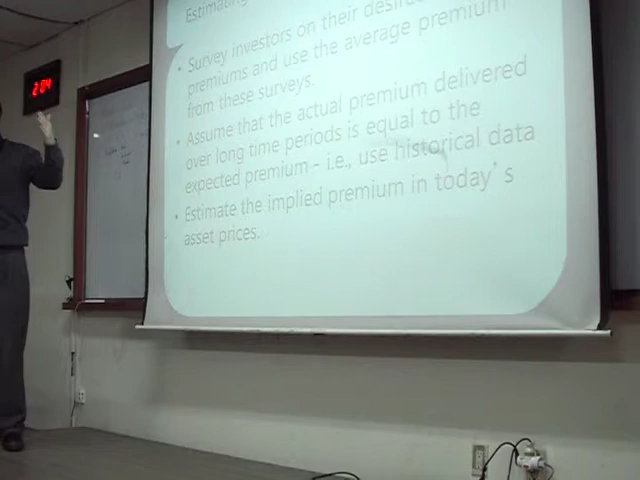 Estimating
• Survey investors on their desired
premiums and use the average premium
from these surveys.
• Assume that the actual premium delivered
over long time periods is equal to the
expected premium – i.e., use historical data
• Estimate the implied premium in today's
asset prices.
2:04